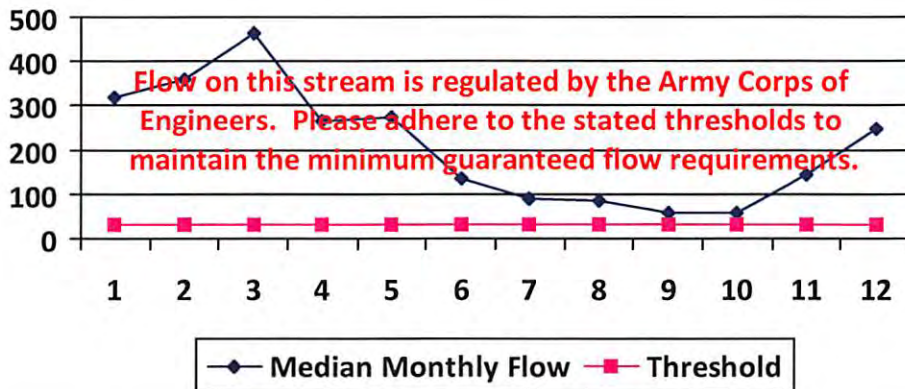 500
400
300
200
100
0
Flow on this stream is regulated by the Army Corps of
Engineers.  Please adhere to the stated thresholds to
maintain the minimum guaranteed flow requirements.
1 2 3 4 5 6 7 8 9 10 11 12
Median Monthly Flow Threshold